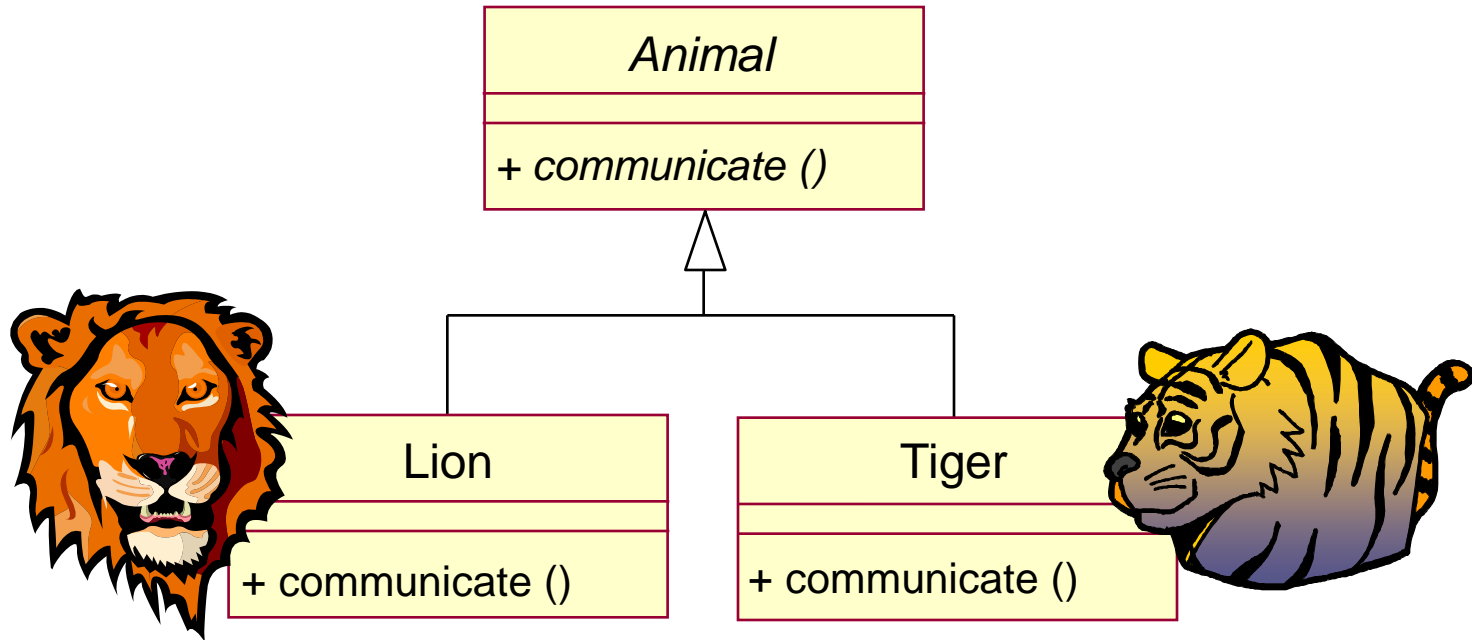 Animal
+ communicate ()
Lion
Tiger
+ communicate ()
+ communicate ()